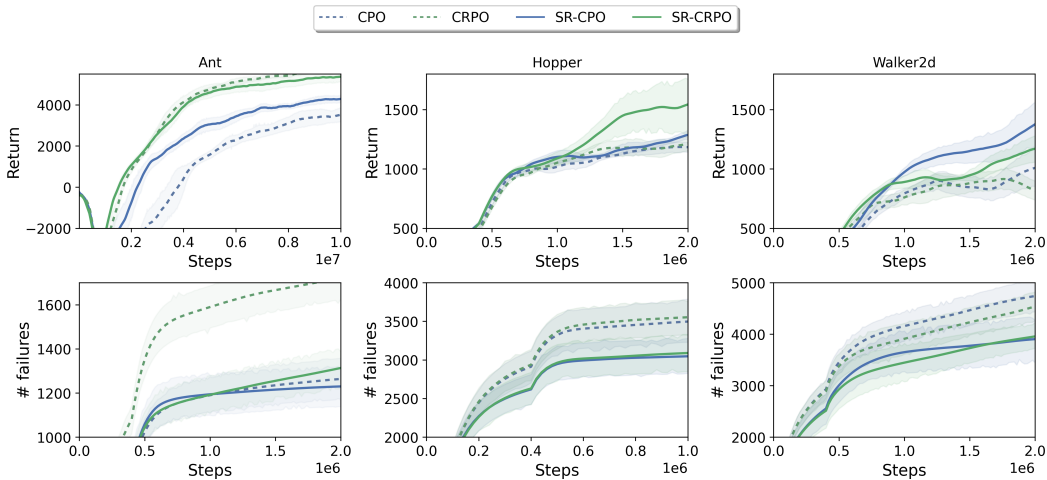 CPO CRPO SR-CPO SR-CRPO
Ant Hopper Walker2d
Return
4000
2000
0
−2000
0.2 0.4 0.6 0.8 1.0
Steps 1e7
Return
1500
1000
500
0.0 0.5 1.0 1.5 2.0
Steps 1e6
Return
1500
1000
500
0.0 0.5 1.0 1.5 2.0
Steps 1e6
# failures
1600
1400
1200
1000
0.0 0.5 1.0 1.5 2.0
Steps 1e6
# failures
4000
3500
3000
2500
2000
0.0 0.2 0.4 0.6 0.8 1.0
Steps 1e6
# failures
5000
4000
3000
2000
0.0 0.5 1.0 1.5 2.0
Steps 1e6